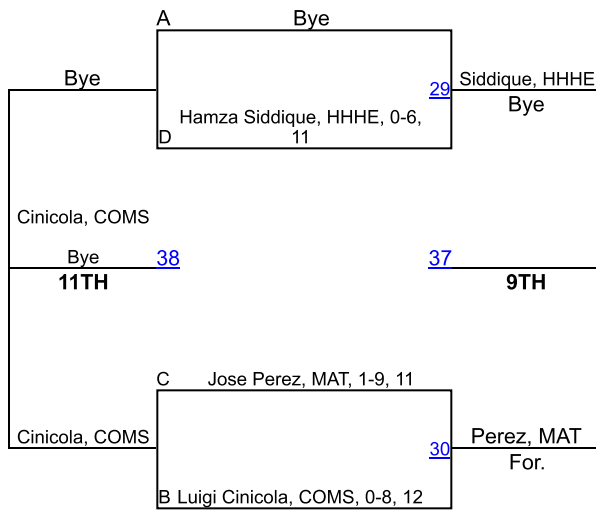 A
Bye
Bye
29
Siddique, HHHE
Bye
Hamza Siddique, HHHE, 0-6,
11
D
Cinicola, COMS
Bye
38
11TH
37
9TH
C
Jose Perez, MAT, 1-9, 11
Cinicola, COMS
30
Perez, MAT
For.
B Luigi Cinicola, COMS, 0-8, 12